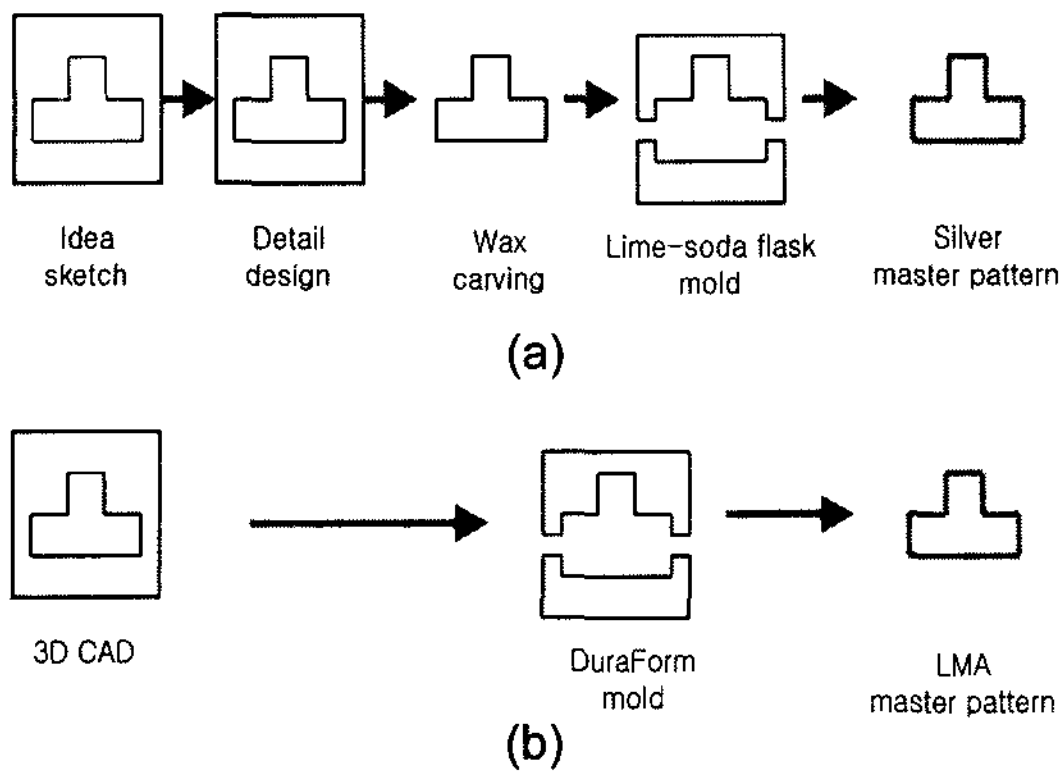 Idea
sketch
Detail
design
Wax
carving
Lime-soda flask
mold
Silver
master pattern
(a)
3D CAD
DuraForm
mold
LMA
master pattern
(b)